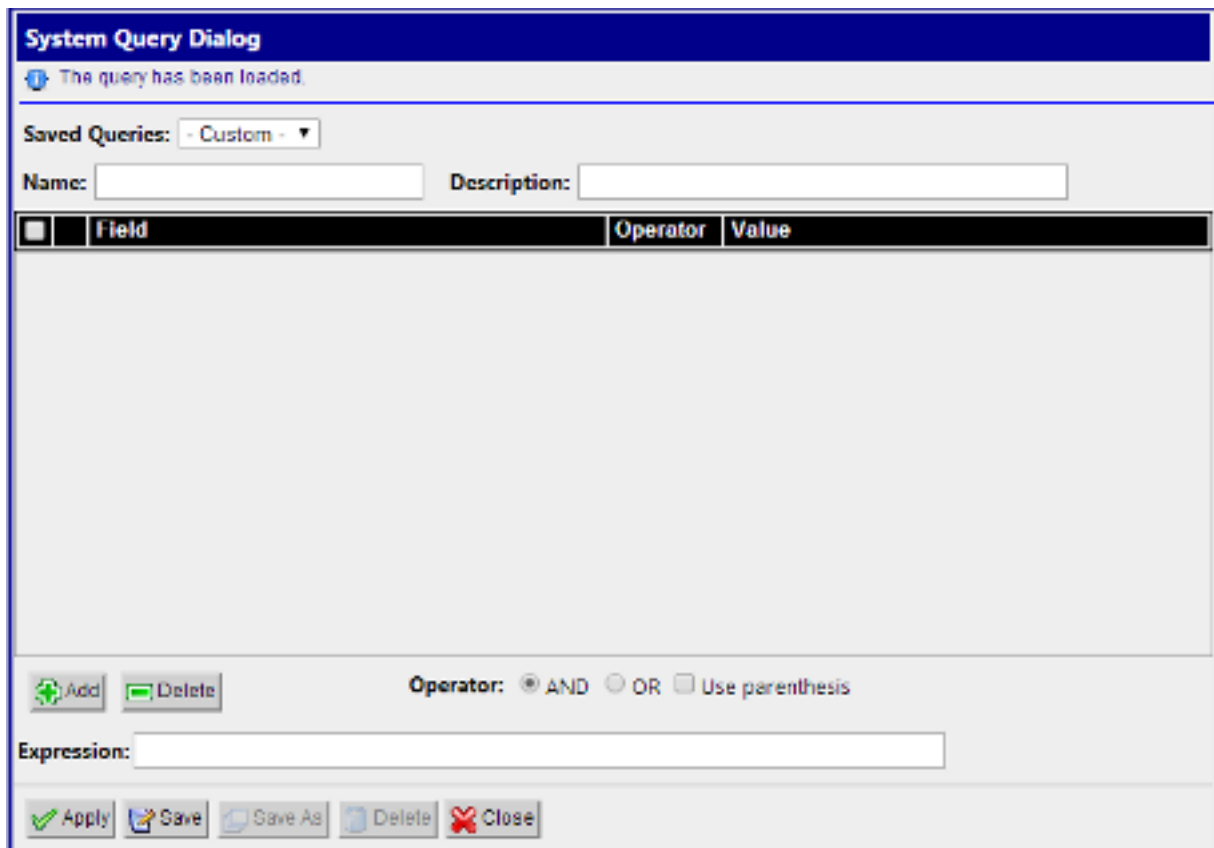 System Query Dialog
The query has been loaded.
Saved Queries: - Custom -
Name: Description:
Field Operator Value
Add Delete Operator: AND OR Use parenthesis
Expression:
Apply Save Save As Delete Close